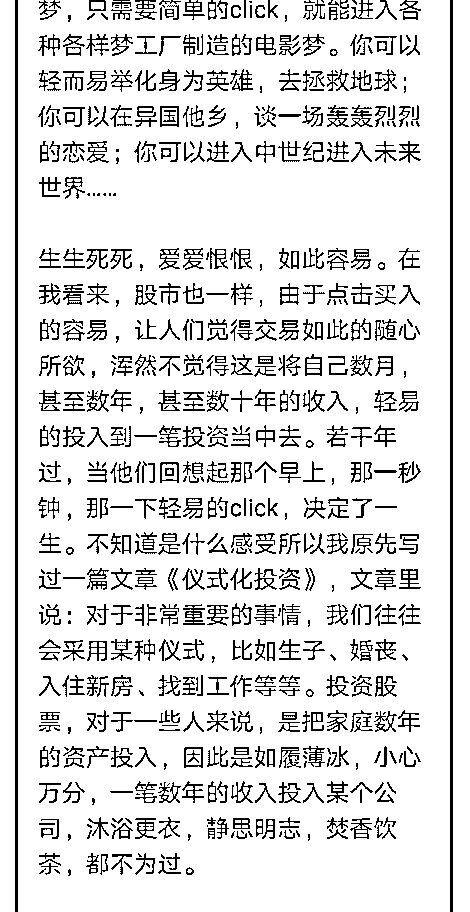 梦，只需要简单的click，就能进入各
种各样梦工厂制造的电影梦。你可以
轻而易举化身为英雄，去拯救地球；
你可以在异国他乡，谈一场轰轰烈烈
的恋爱；你可以进入中世纪进入未来
世界……
生生死死，爱爱恨恨，如此容易。在
我看来，股市也一样，由于点击买入
的容易，让人们觉得交易如此的随心
所欲，浑然不觉得这是将自己数月，
甚至数年，甚至数十年的收入，轻易
的投入到一笔投资当中去。若干年
过，当他们回想起那个早上，那一秒
钟，那一下轻易的click，决定了一
生。不知道是什么感受所以我原先写
过一篇文章《仪式化投资》，文章里
说：对于非常重要的事情，我们往往
会采用某种仪式，比如生子、婚丧、
入住新房、找到工作等等。投资股
票，对于一些人来说，是把家庭数年
的资产投入，因此是如履薄冰，小心
万分，一笔数年的收入投入某个公
司，沐浴更衣，静思明志，焚香饮
茶，都不为过。